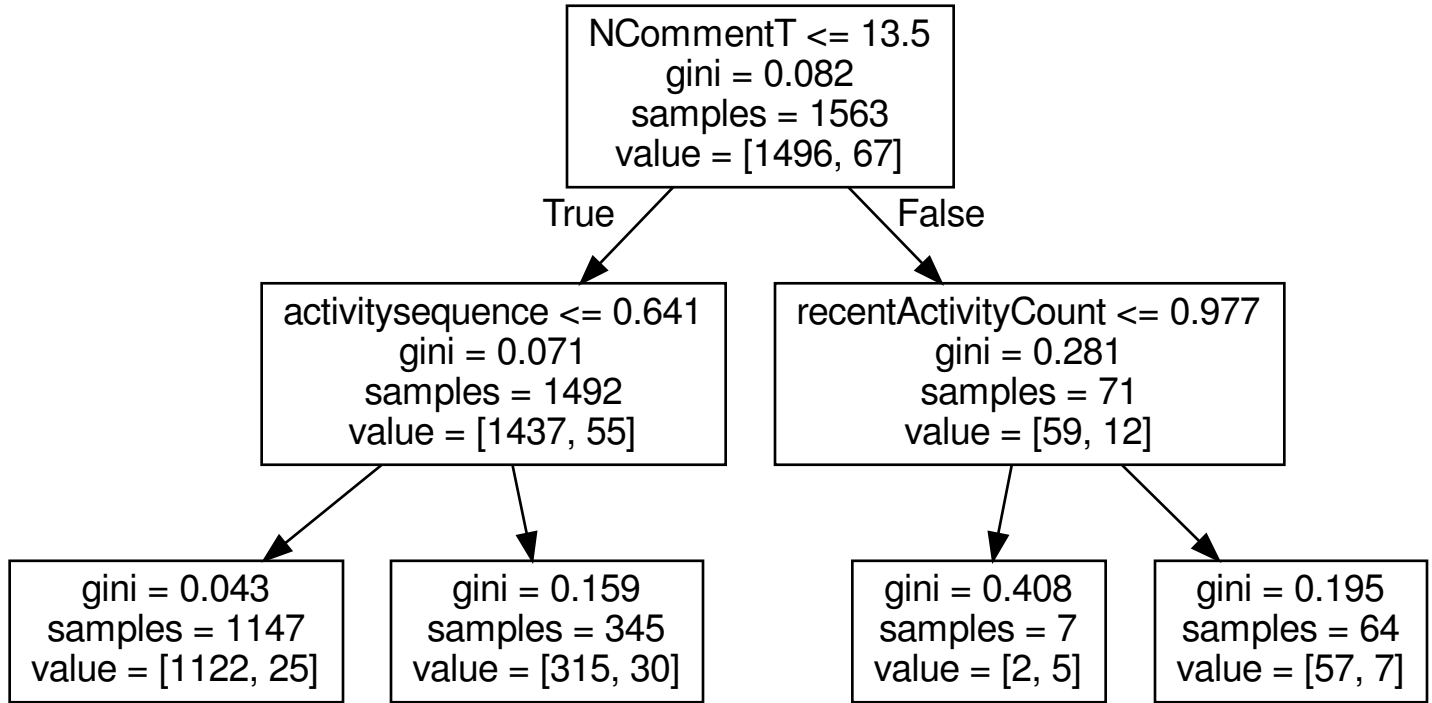 NCommentT <= 13.5
gini = 0.082
samples = 1563
value = [1496, 67]
True
False
activitysequence <= 0.641
gini = 0.071
samples = 1492
value = [1437, 55]
recentActivityCount <= 0.977
gini = 0.281
samples = 71
value = [59, 12]
gini = 0.043
samples = 1147
value = [1122, 25]
gini = 0.159
samples = 345
value = [315, 30]
gini = 0.408
samples = 7
value = [2, 5]
gini = 0.195
samples = 64
value = [57, 7]